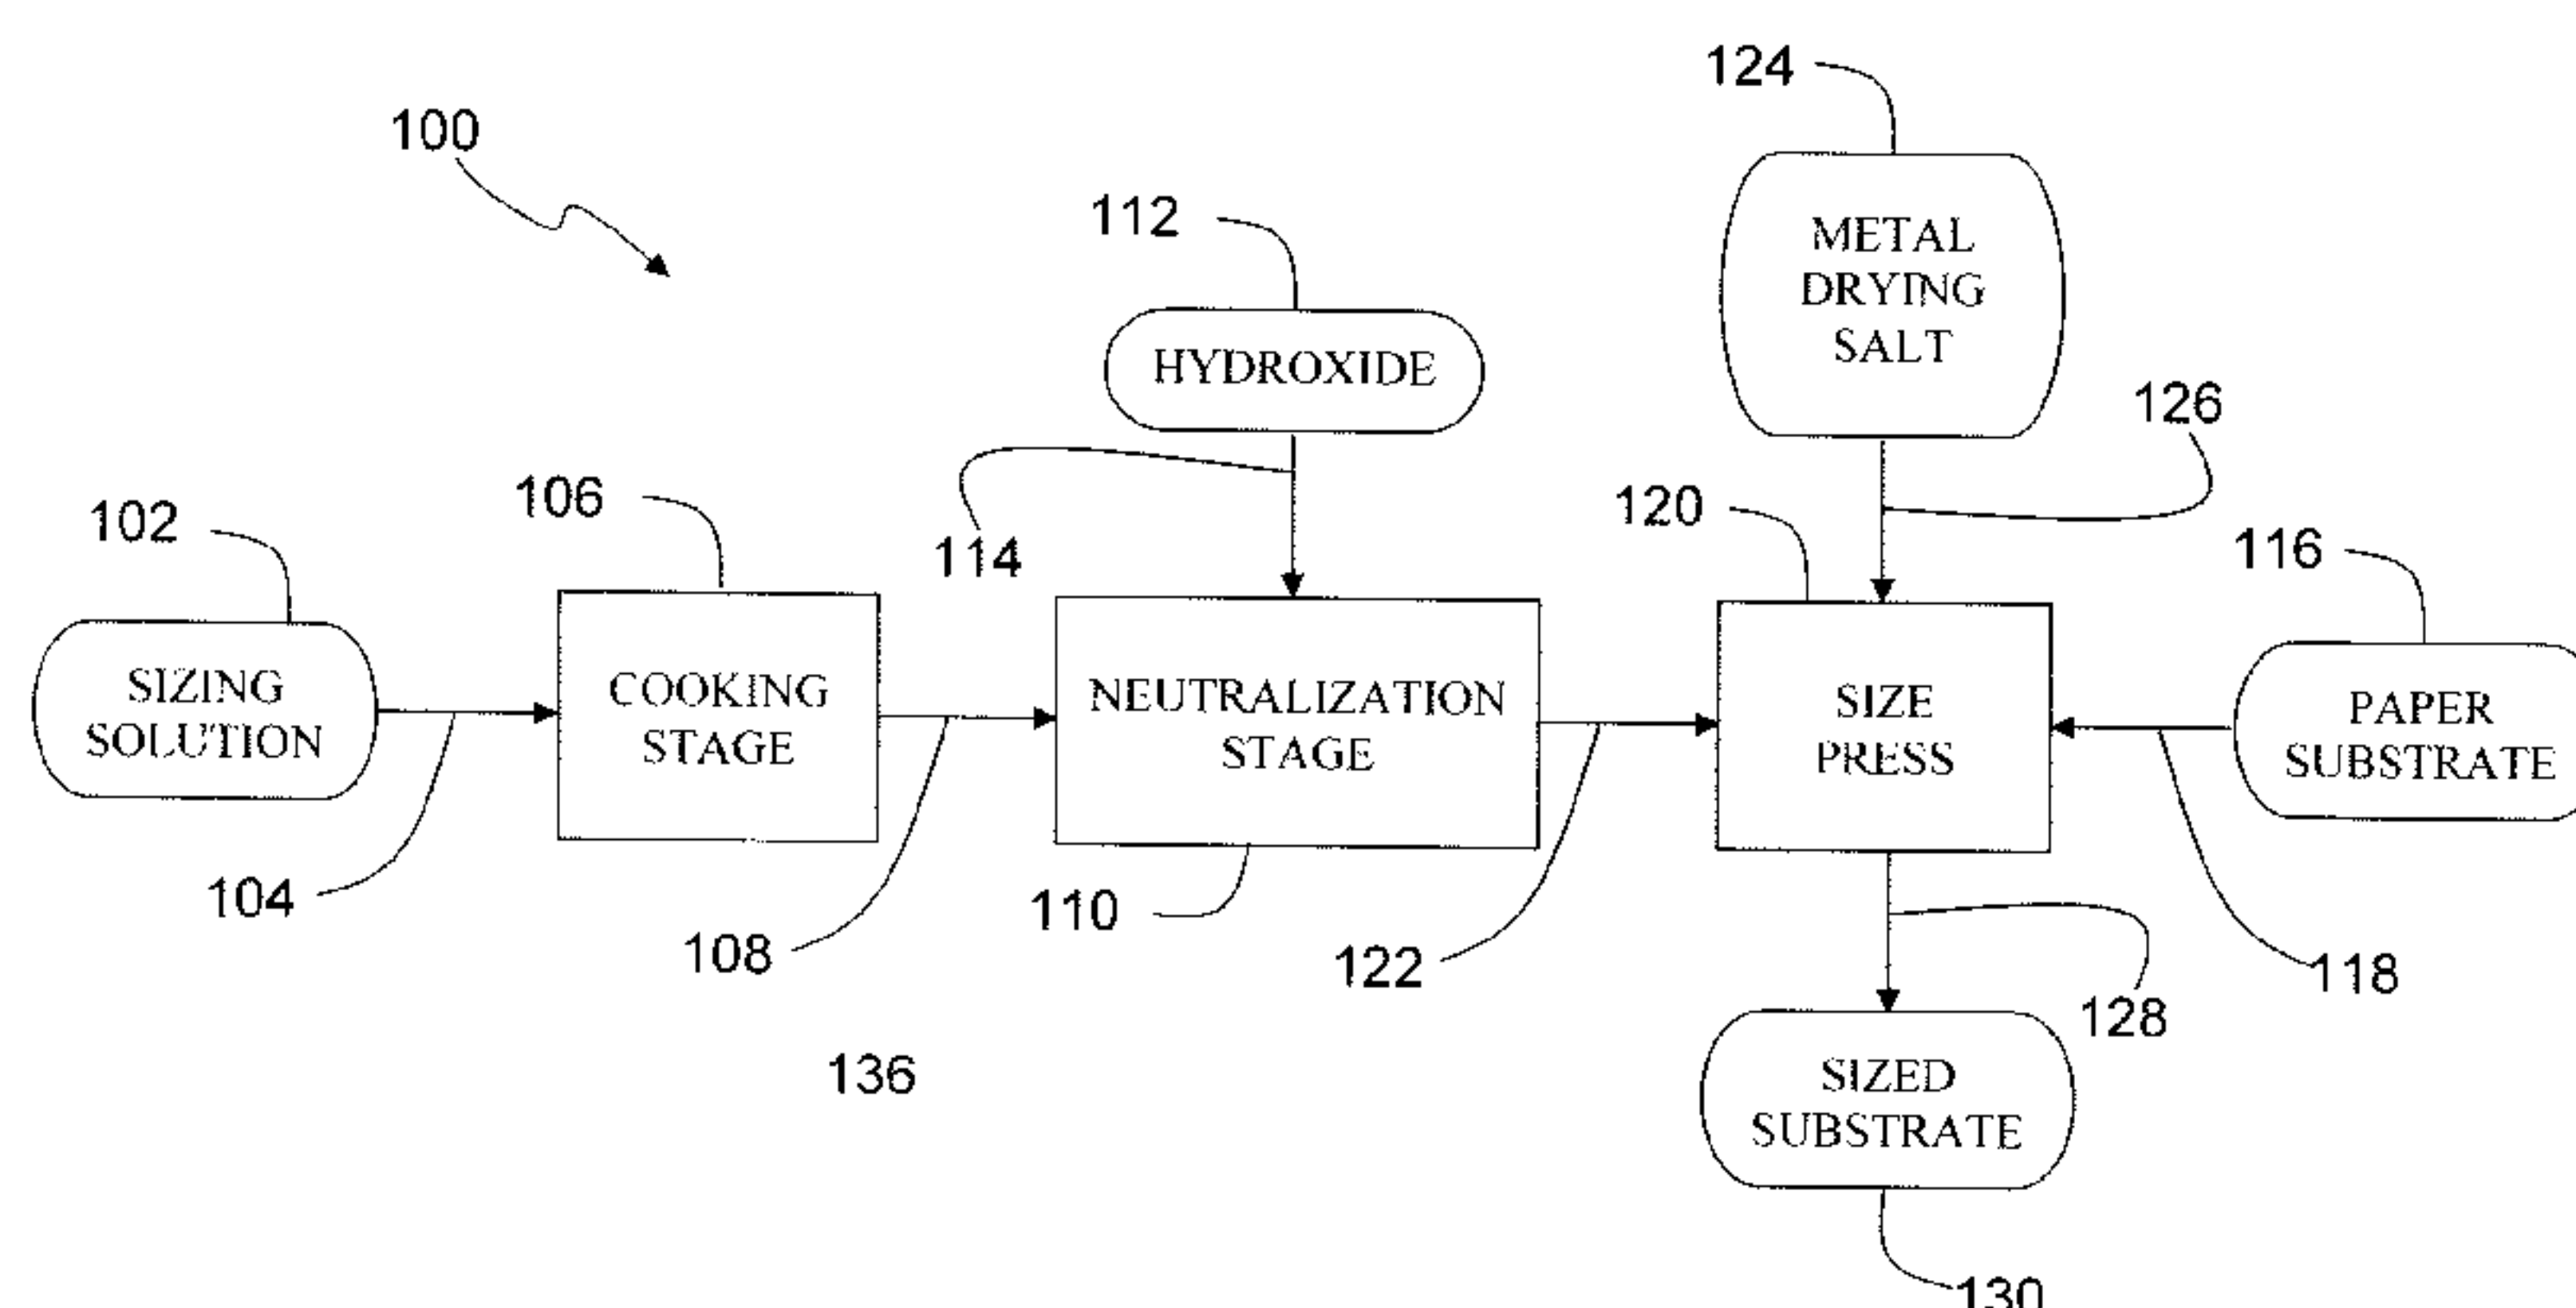 124
100
112
METAL
DRYING
SALT
HYDROXIDE
126
106
120
102
114
116
SIZING
SOLUTION
COOKING
STAGE
NEUTRALIZATION
STAGE
SIZE
PRESS
PAPER
SUBSTRATE
104
108
110
122
118
128
136
SIZED
SUBSTRATE
130